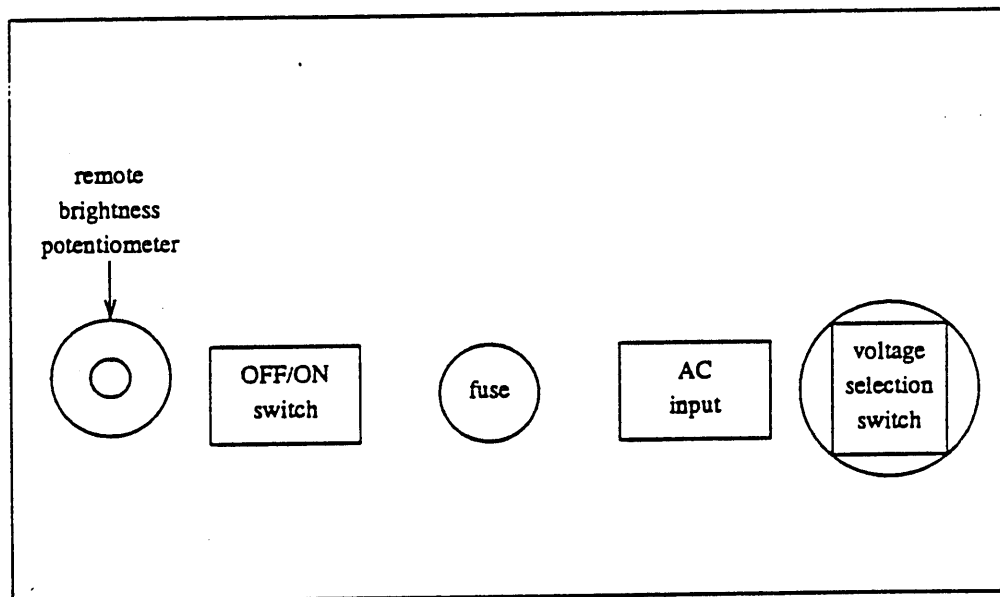 remote
brightness
potentiometer
OFF/ON
switch
fuse
AC
input
voltage
selection
switch